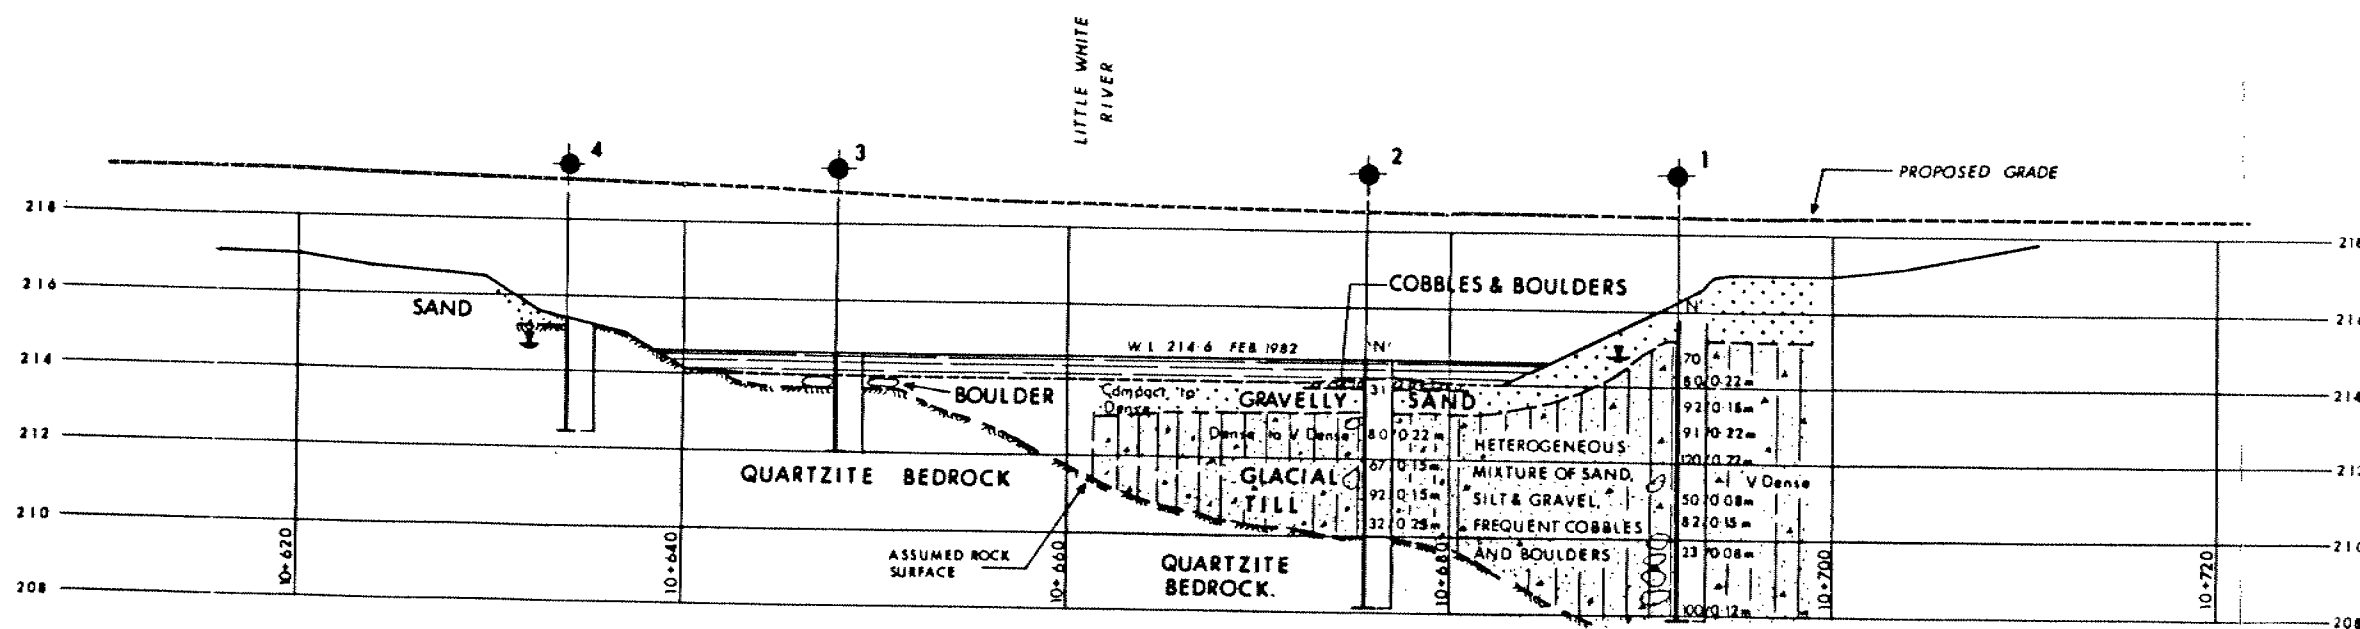 LITTLE WHITE
RIVER
4
3
2
1
PROPOSED GRADE
218
218
216
SAND
COBBLES & BOULDERS
'N'
W.L. 214.6 FEB 1982
'N'
214
BOULDER
Compact to
Dense
GRAVELLY SAND
31
70
80/0.22m
92/0.15m
214
212
Dense to V Dense
80/0.22m
HETEROGENEOUS
91/0.22m
120/0.22m
QUARTZITE BEDROCK
67/0.15m
GLACIAL
TILL
MIXTURE OF SAND,
SILT & GRAVEL,
FREQUENT COBBLES
AND BOULDERS
V Dense
92/0.15m
50/0.08m
32/0.25m
82/0.15m
23/0.08m
100/0.12m
210
210
ASSUMED ROCK
SURFACE
QUARTZITE
BEDROCK.
208
208
10+620
10+640
10+660
10+680
10+700
10+720